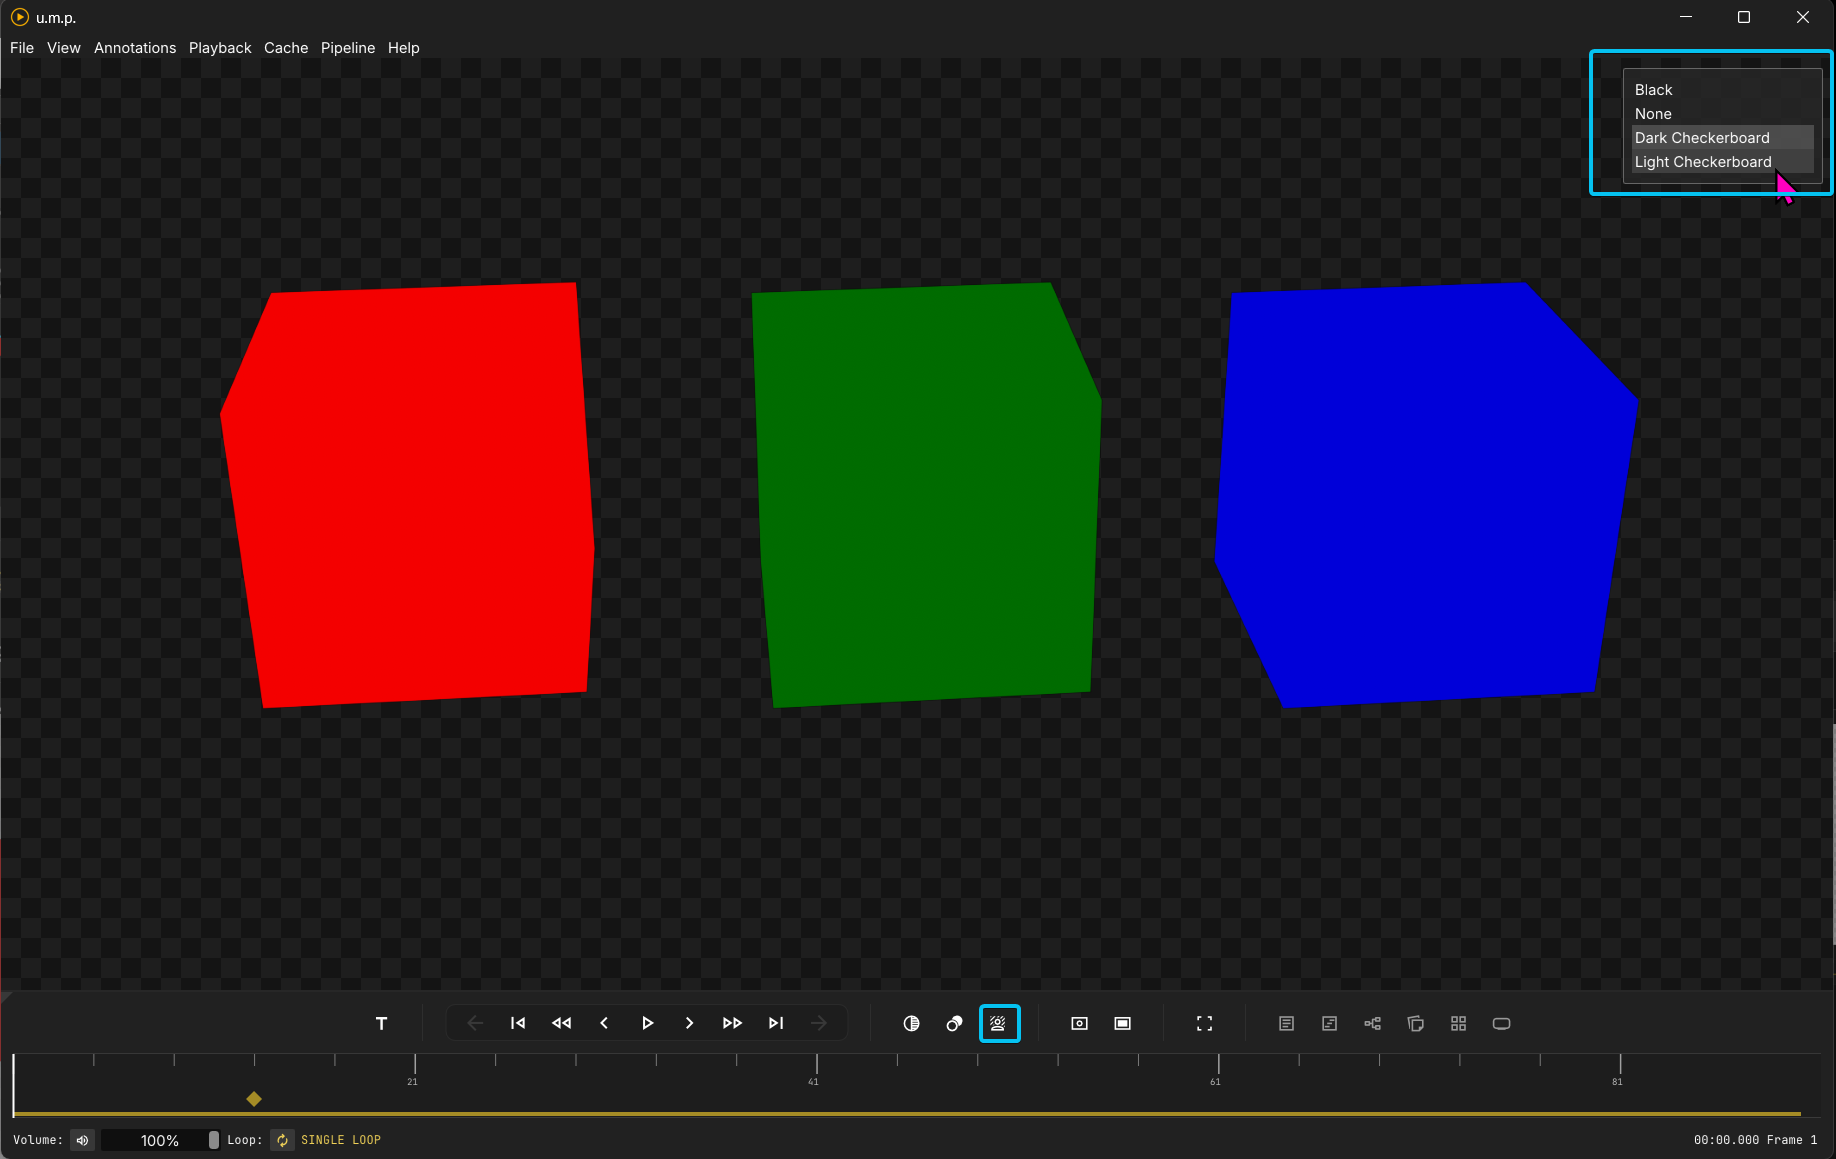 u.m.p.
File View Annotations Playback Cache Pipeline Help
Black
None
Dark Checkerboard
Light Checkerboard
T
21 41 61 81
Volume: 100% Loop: SINGLE LOOP 00:00.000 Frame 1